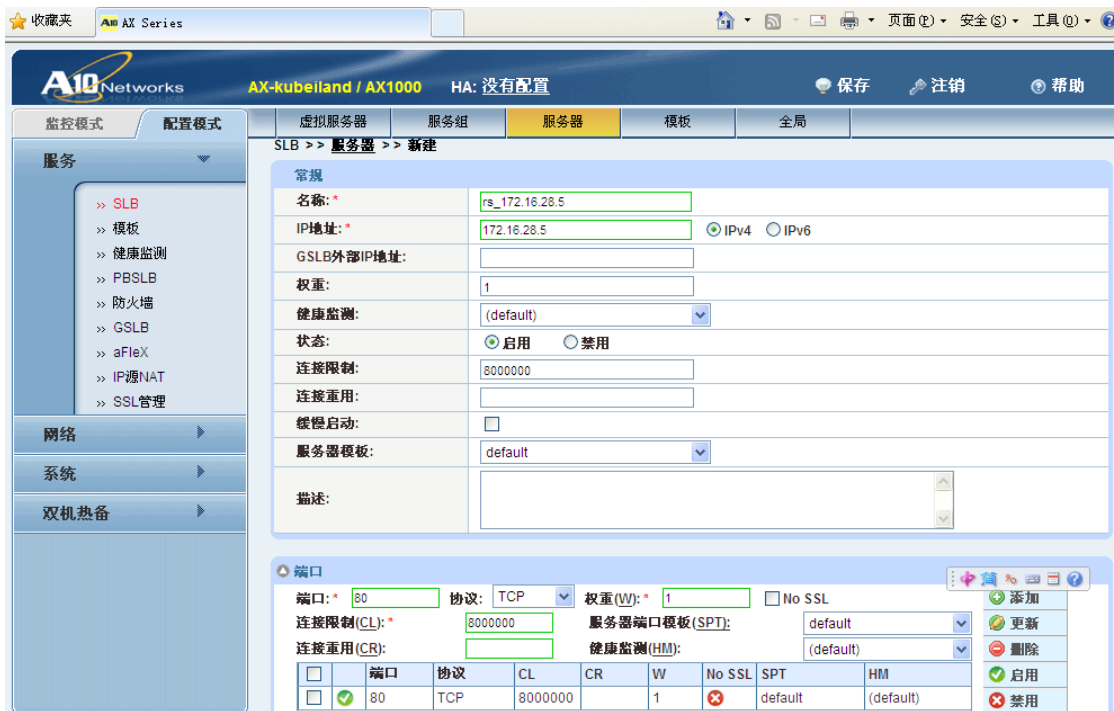 收藏夹 A10 AX Series 页面(P) 安全(S) 工具(O)
A10 Networks AX-kubeiland / AX1000 HA: 没有配置 保存 注销 帮助
监控模式 配置模式 虚拟服务器 服务组 服务器 模板 全局
SLB >> 服务器 >> 新建
服务
» SLB
» 模板
» 健康监测
» PBSLB
» 防火墙
» GSLB
» aFleX
» IP源NAT
» SSL管理
网络
系统
双机热备
常规
名称:* rs_172.16.28.5
IP地址:* 172.16.28.5 IPv4 IPv6
GSLB外部IP地址:
权重: 1
健康监测: (default)
状态: 启用 禁用
连接限制: 8000000
连接重用:
缓慢启动:
服务器模板: default
描述:
端口
中 简
端口:* 80 协议: TCP 权重(W):* 1 No SSL 添加
连接限制(CL):* 8000000 服务器端口模板(SPT): default 更新
连接重用(CR): 健康监测(HM): (default) 删除
端口 协议 CL CR W No SSL SPT HM 启用
80 TCP 8000000 1 default (default) 禁用